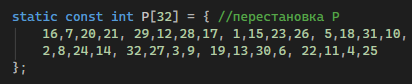 static const int P[32] = { //перестановка P
16,7,20,21, 29,12,28,17, 1,15,23,26, 5,18,31,10,
2,8,24,14, 32,27,3,9, 19,13,30,6, 22,11,4,25
};